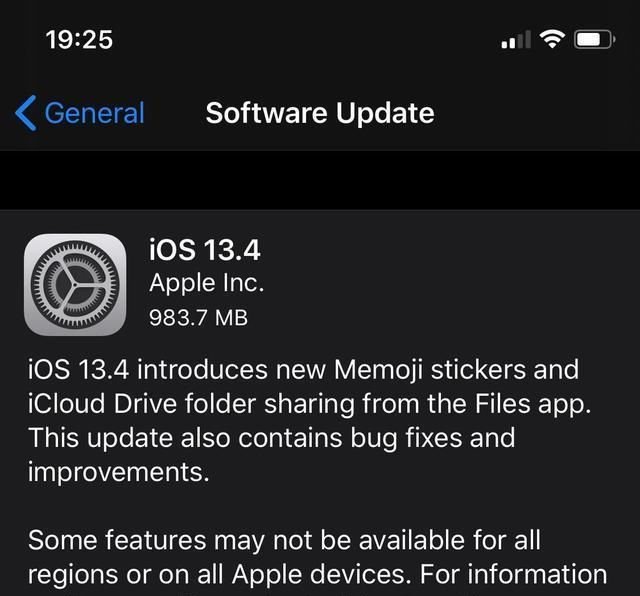 19:25
General
Software Update
iOS 13.4
Apple Inc.
983.7 MB
iOS 13.4 introduces new Memoji stickers and
iCloud Drive folder sharing from the Files app.
This update also contains bug fixes and
improvements.
Some features may not be available for all
regions or on all Apple devices. For information